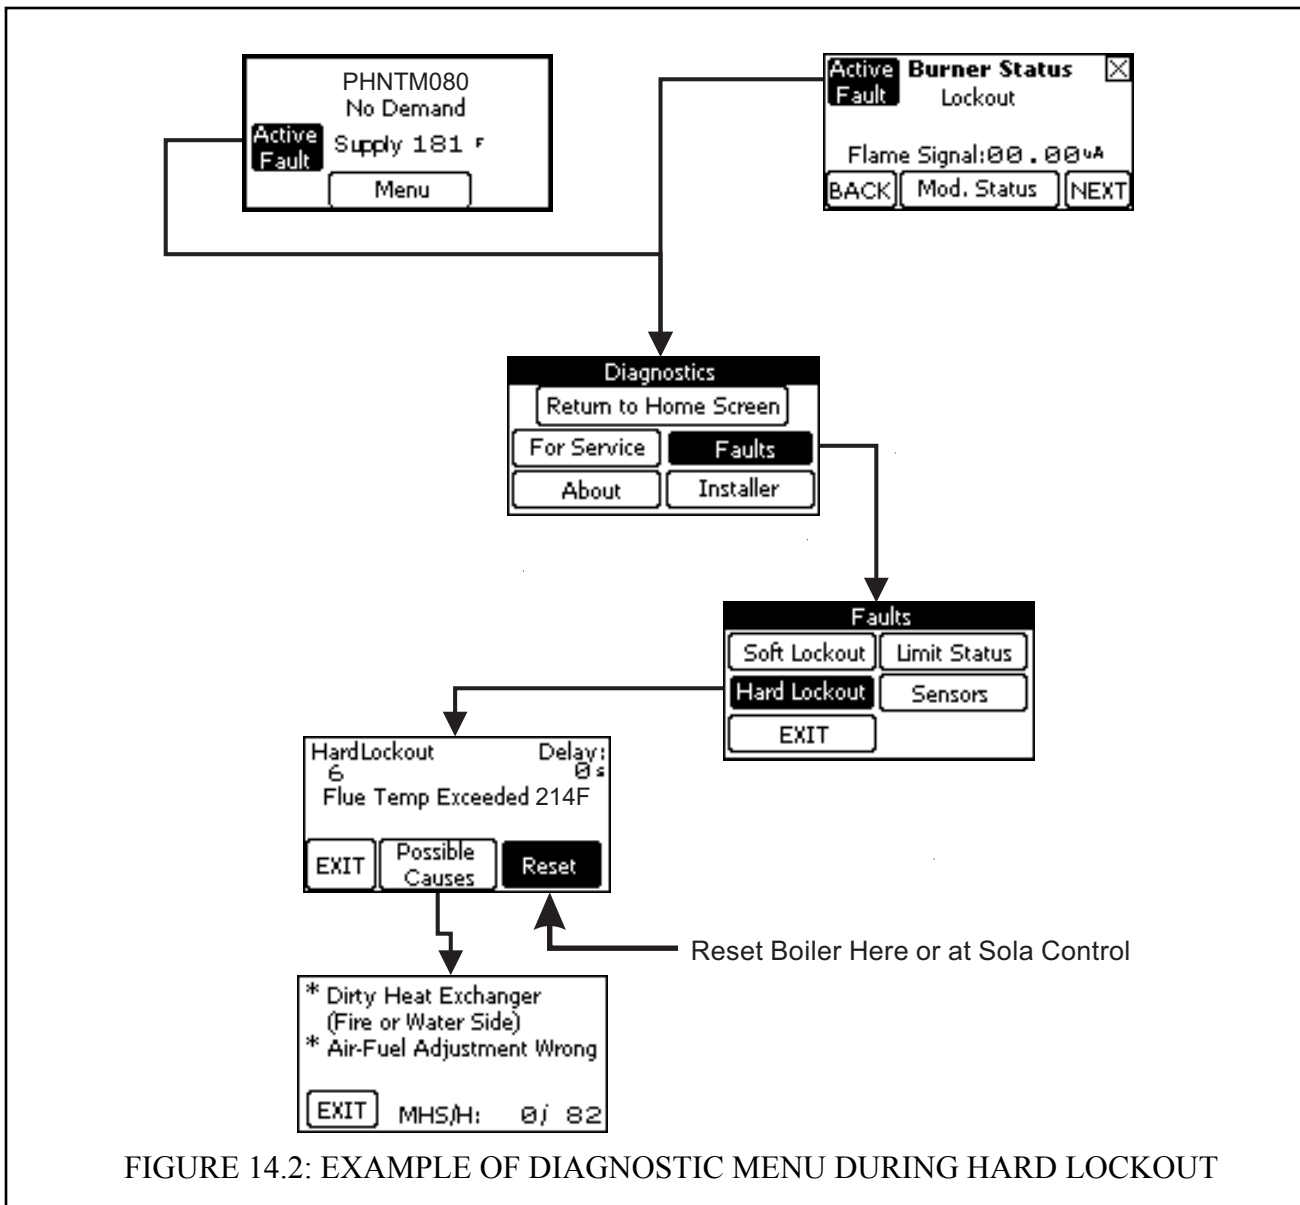 PHNTM080
No Demand
Active
Fault
Supply 181 F
Menu
Active
Fault
Burner Status
Lockout
Flame Signal:00.00uA
BACK
Mod. Status
NEXT
Diagnostics
Return to Home Screen
For Service
Faults
About
Installer
Faults
Soft Lockout
Limit Status
Hard Lockout
Sensors
EXIT
HardLockout
Delay:
6
0s
Flue Temp Exceeded 214F
EXIT
Possible
Causes
Reset
Reset Boiler Here or at Sola Control
* Dirty Heat Exchanger
(Fire or Water Side)
* Air-Fuel Adjustment Wrong
EXIT
MHS/H: 0/ 82
FIGURE 14.2: EXAMPLE OF DIAGNOSTIC MENU DURING HARD LOCKOUT